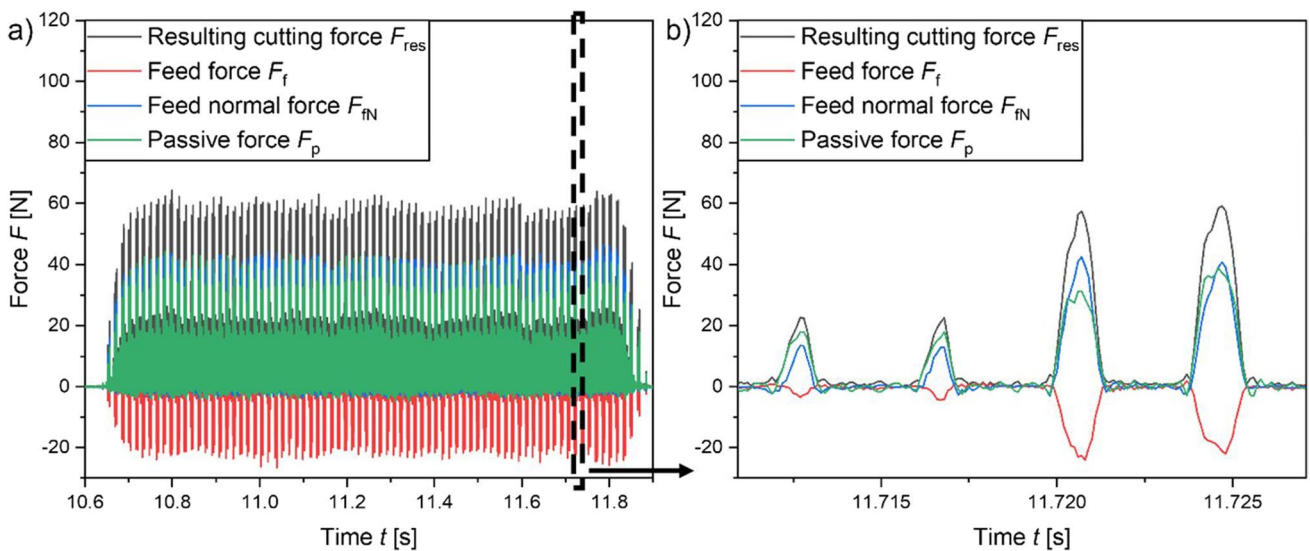 a)
Resulting cutting force Fres
Feed force Ff
Feed normal force FfN
Passive force Fp
120
100
80
60
40
20
0
-20
Force F [N]
10.6 10.8 11.0 11.2 11.4 11.6 11.8
Time t [s]
b)
Resulting cutting force Fres
Feed force Ff
Feed normal force FfN
Passive force Fp
120
100
80
60
40
20
0
-20
Force F [N]
11.715 11.720 11.725
Time t [s]